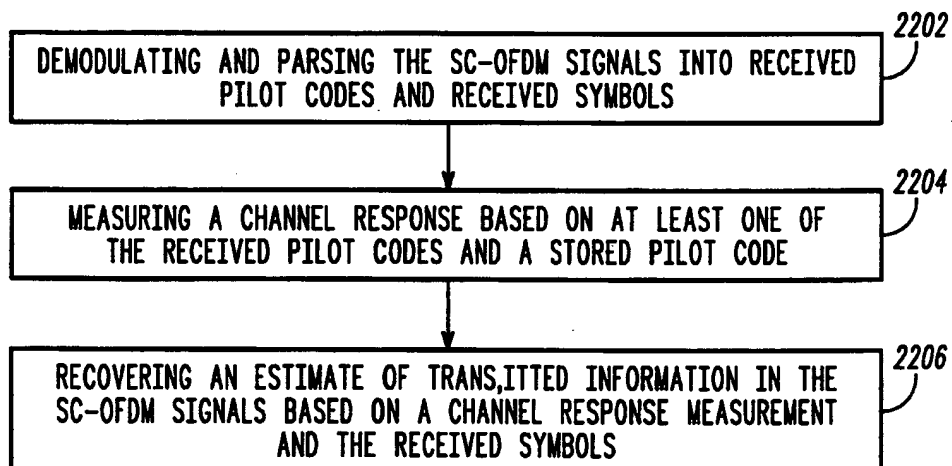 2202
DEMODULATING AND PARSING THE SC-OFDM SIGNALS INTO RECEIVED
PILOT CODES AND RECEIVED SYMBOLS
2204
MEASURING A CHANNEL RESPONSE BASED ON AT LEAST ONE OF
THE RECEIVED PILOT CODES AND A STORED PILOT CODE
2206
RECOVERING AN ESTIMATE OF TRANS,ITTED INFORMATION IN THE
SC-OFDM SIGNALS BASED ON A CHANNEL RESPONSE MEASUREMENT
AND THE RECEIVED SYMBOLS